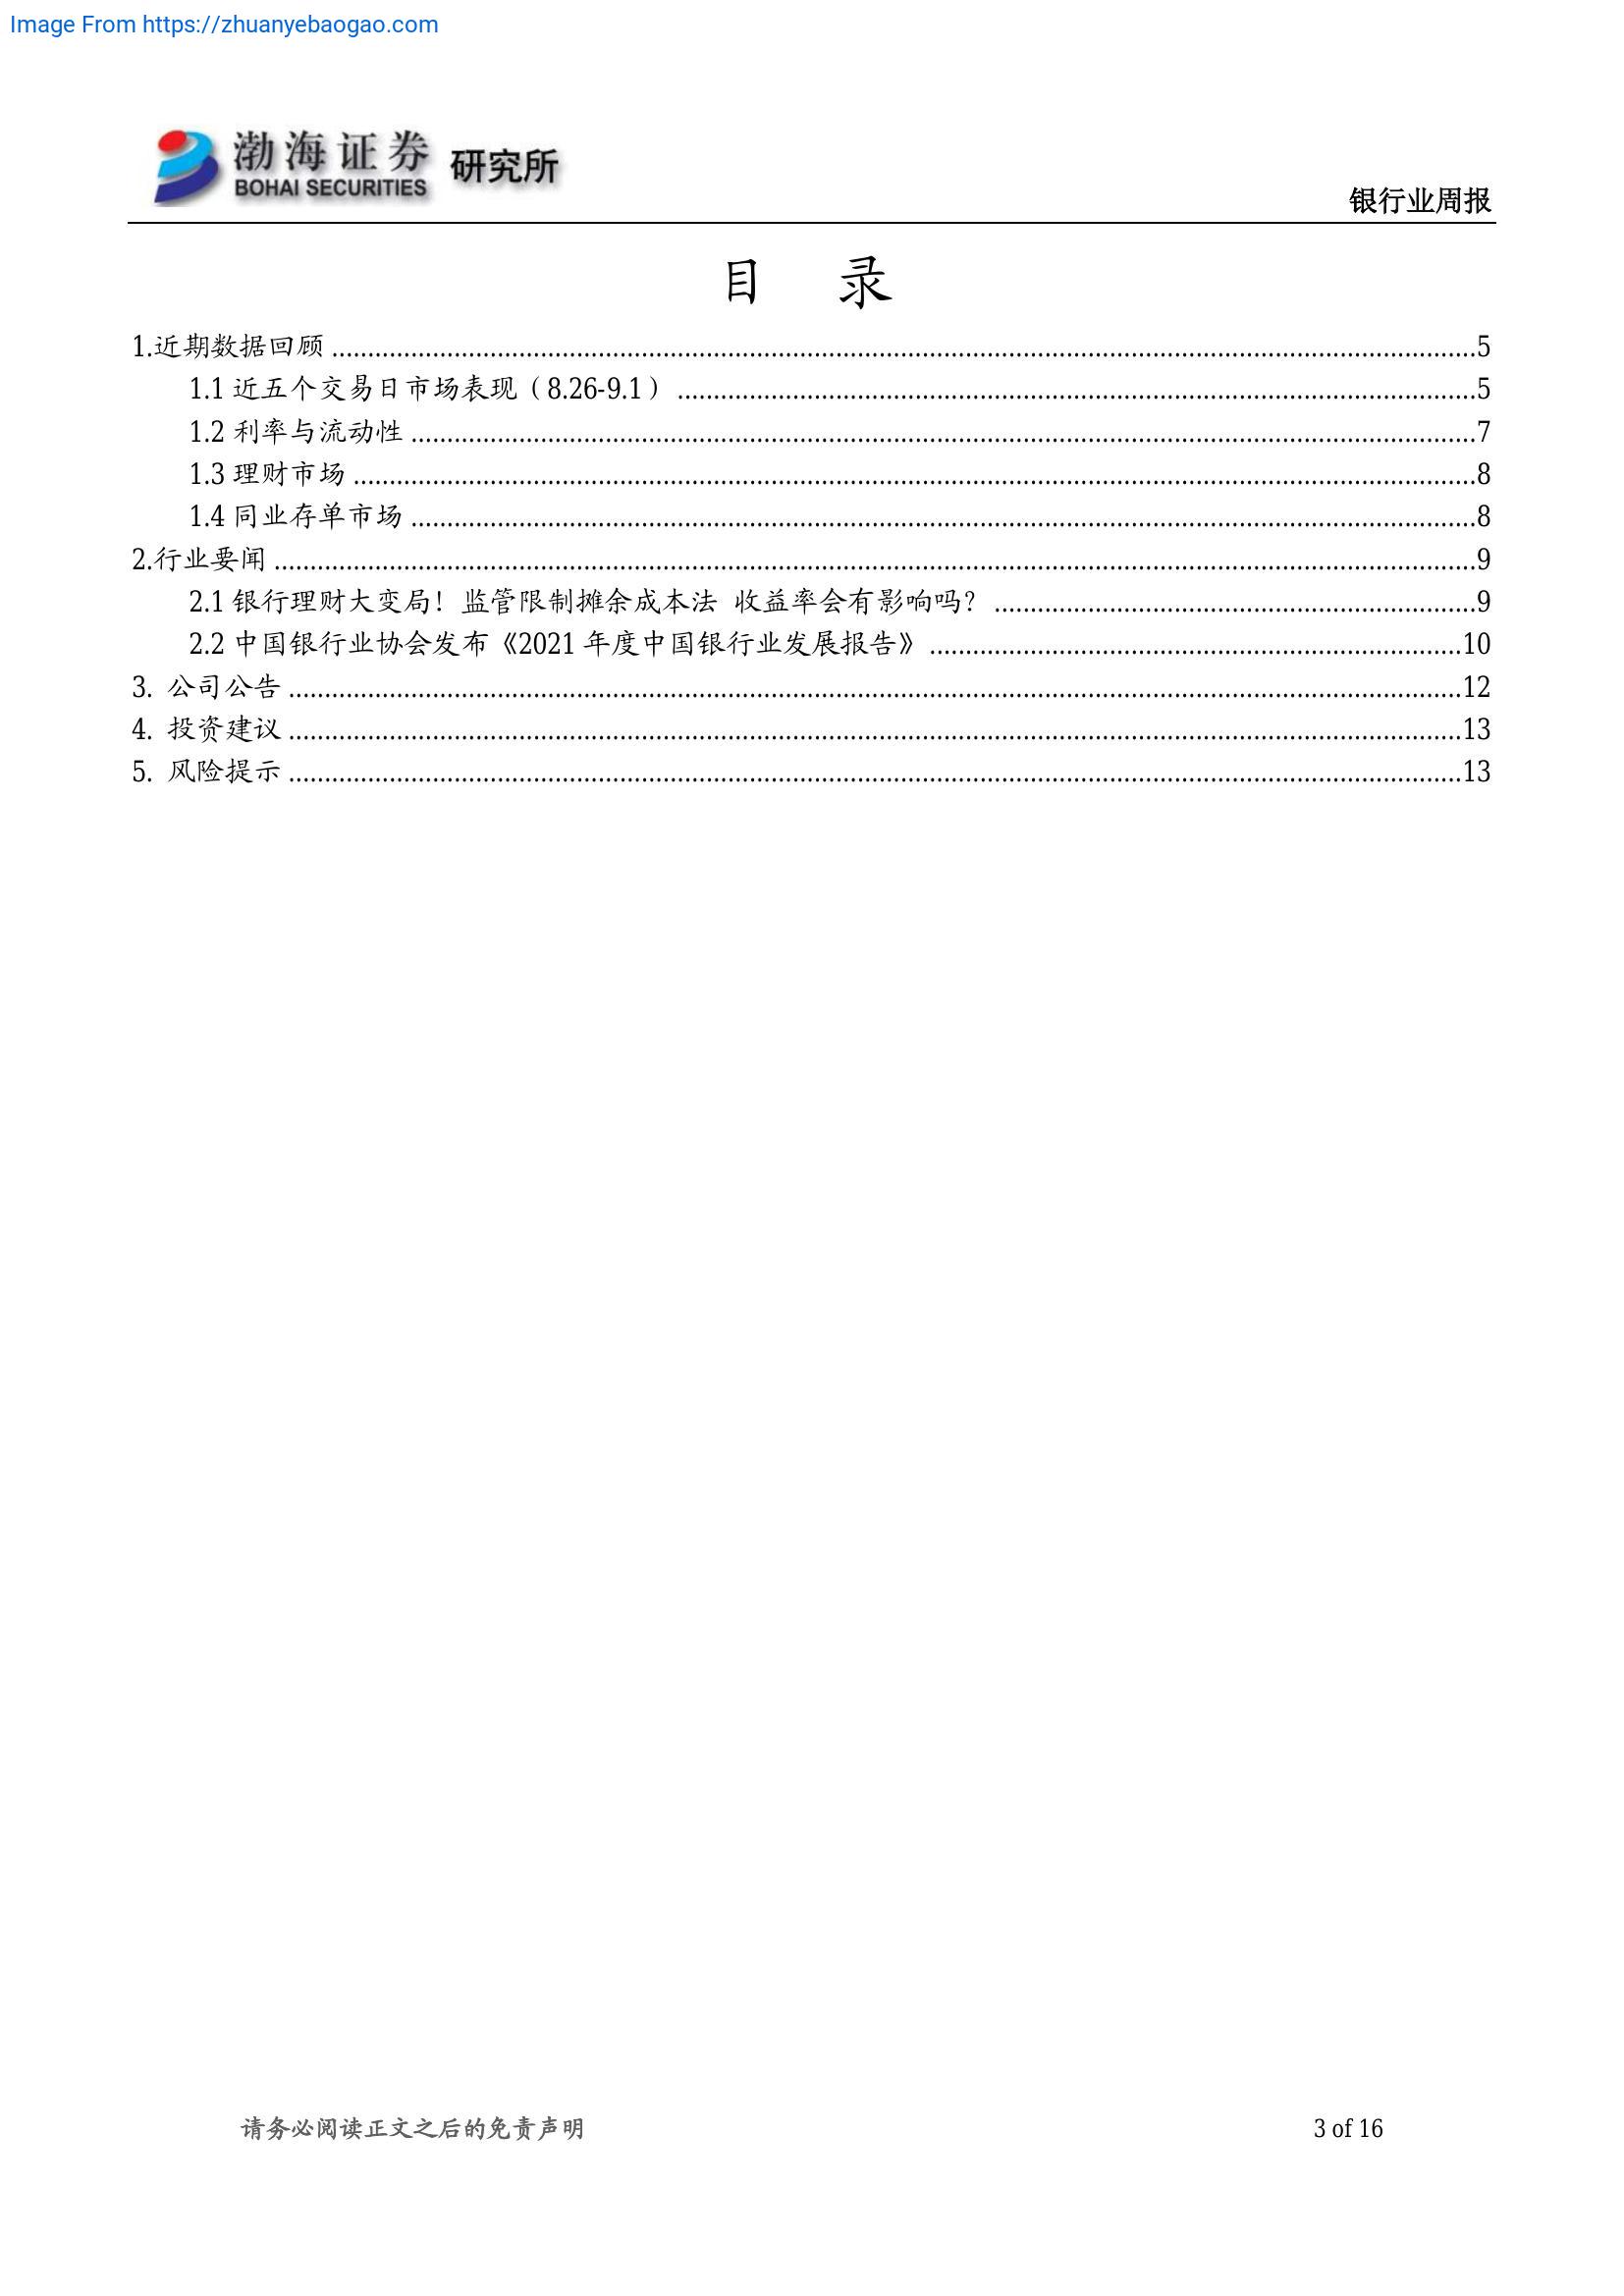 Image From https://zhuanyebaogao.com
渤海证券 研究所
BOHAI SECURITIES
银行业周报
目 录
1.近期数据回顾 ........ 5
1.1 近五个交易日市场表现（8.26-9.1） ........ 5
1.2 利率与流动性 ........ 7
1.3 理财市场 ........ 8
1.4 同业存单市场 ........ 8
2.行业要闻 ........ 9
2.1 银行理财大变局！监管限制摊余成本法 收益率会有影响吗？ ........ 9
2.2 中国银行业协会发布《2021 年度中国银行业发展报告》 ........ 10
3. 公司公告 ........ 12
4. 投资建议 ........ 13
5. 风险提示 ........ 13
请务必阅读正文之后的免责声明 3 of 16